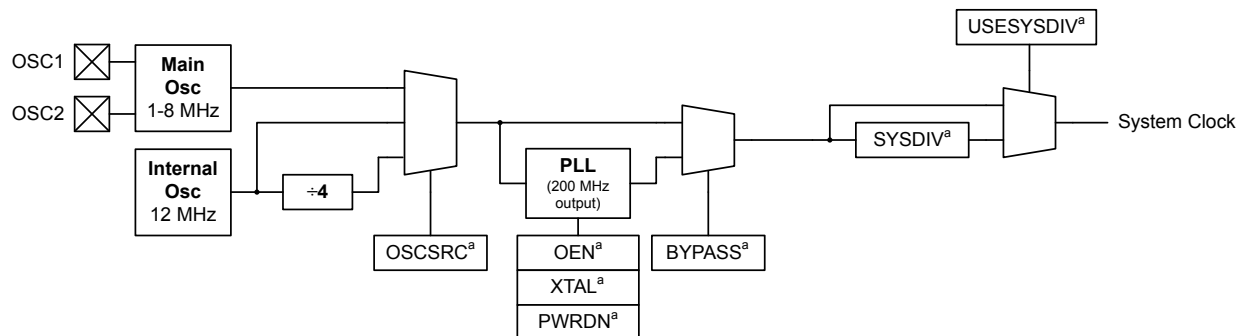 USESYSDIVa
OSC1
OSC2
Main
Osc
1-8 MHz
System Clock
SYSDIVa
Internal
Osc
12 MHz
÷4
PLL
(200 MHz
output)
OSCSRCa
OENa
XTALa
PWRDNa
BYPASSa